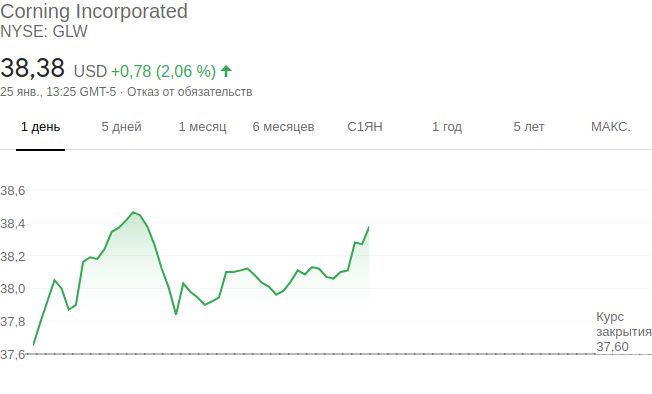 Corning Incorporated
NYSE: GLW
38,38 USD +0,78 (2,06 %)
25 янв., 13:25 GMT-5 · Отказ от обязательств
1 день 5 дней 1 месяц 6 месяцев С1ЯН 1 год 5 лет МАКС.
38,6
38,4
38,2
38,0
37,8
37,6
Курс
закрытия
37,60